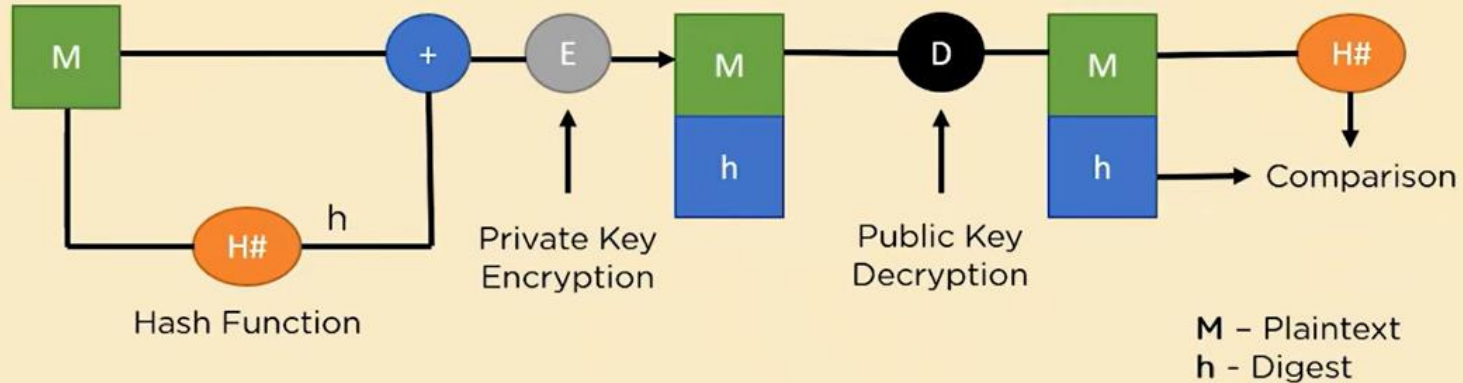 M
+
E
M
D
M
H#
h
h
Comparison
h
H#
Private Key
Encryption
Public Key
Decryption
Hash Function
M – Plaintext
h - Digest